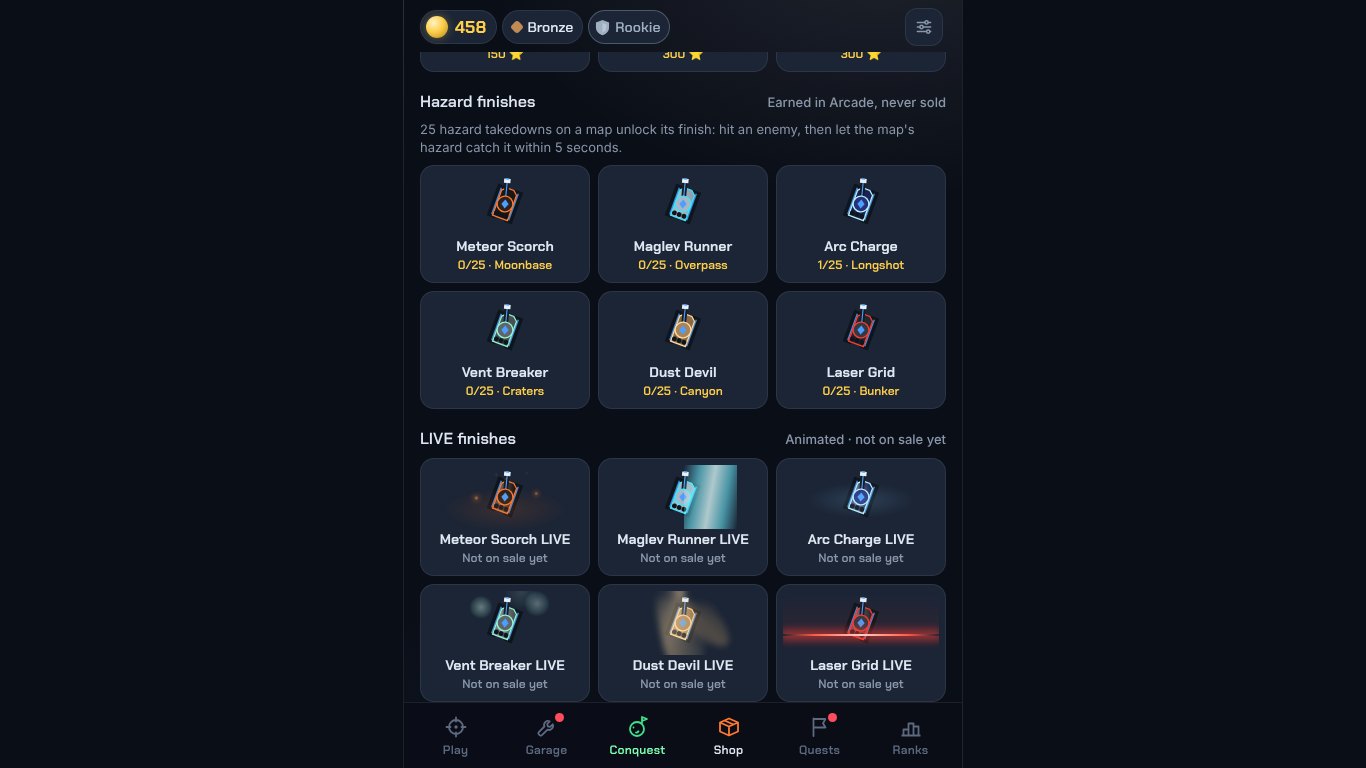 458
Bronze
Rookie
150
300
300
Hazard finishes
Earned in Arcade, never sold
25 hazard takedowns on a map unlock its finish: hit an enemy, then let the map's
hazard catch it within 5 seconds.
Meteor Scorch
0/25 · Moonbase
Maglev Runner
0/25 · Overpass
Arc Charge
1/25 · Longshot
Vent Breaker
0/25 · Craters
Dust Devil
0/25 · Canyon
Laser Grid
0/25 · Bunker
LIVE finishes
Animated · not on sale yet
Meteor Scorch LIVE
Not on sale yet
Maglev Runner LIVE
Not on sale yet
Arc Charge LIVE
Not on sale yet
Vent Breaker LIVE
Not on sale yet
Dust Devil LIVE
Not on sale yet
Laser Grid LIVE
Not on sale yet
Play
Garage
Conquest
Shop
Quests
Ranks